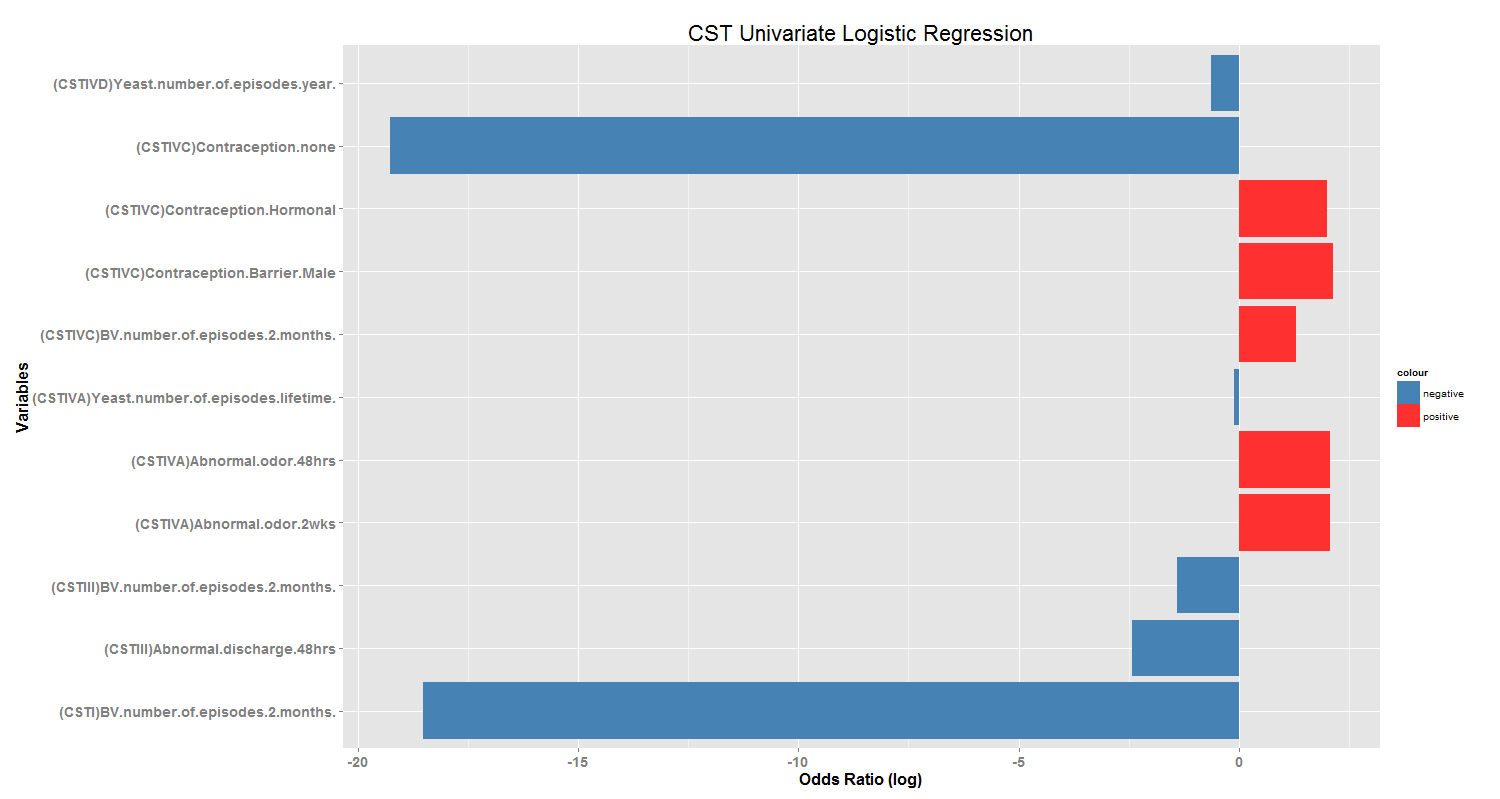 CST Univariate Logistic Regression
(CSTIVD)Yeast.number.of.episodes.year.
(CSTIVC)Contraception.none
(CSTIVC)Contraception.Hormonal
(CSTIVC)Contraception.Barrier.Male
(CSTIVC)BV.number.of.episodes.2.months.
(CSTIVA)Yeast.number.of.episodes.lifetime.
(CSTIVA)Abnormal.odor.48hrs
(CSTIVA)Abnormal.odor.2wks
(CSTIII)BV.number.of.episodes.2.months.
(CSTIII)Abnormal.discharge.48hrs
(CSTI)BV.number.of.episodes.2.months.
Variables
-20 -15 -10 -5 0
Odds Ratio (log)
colour
negative
positive